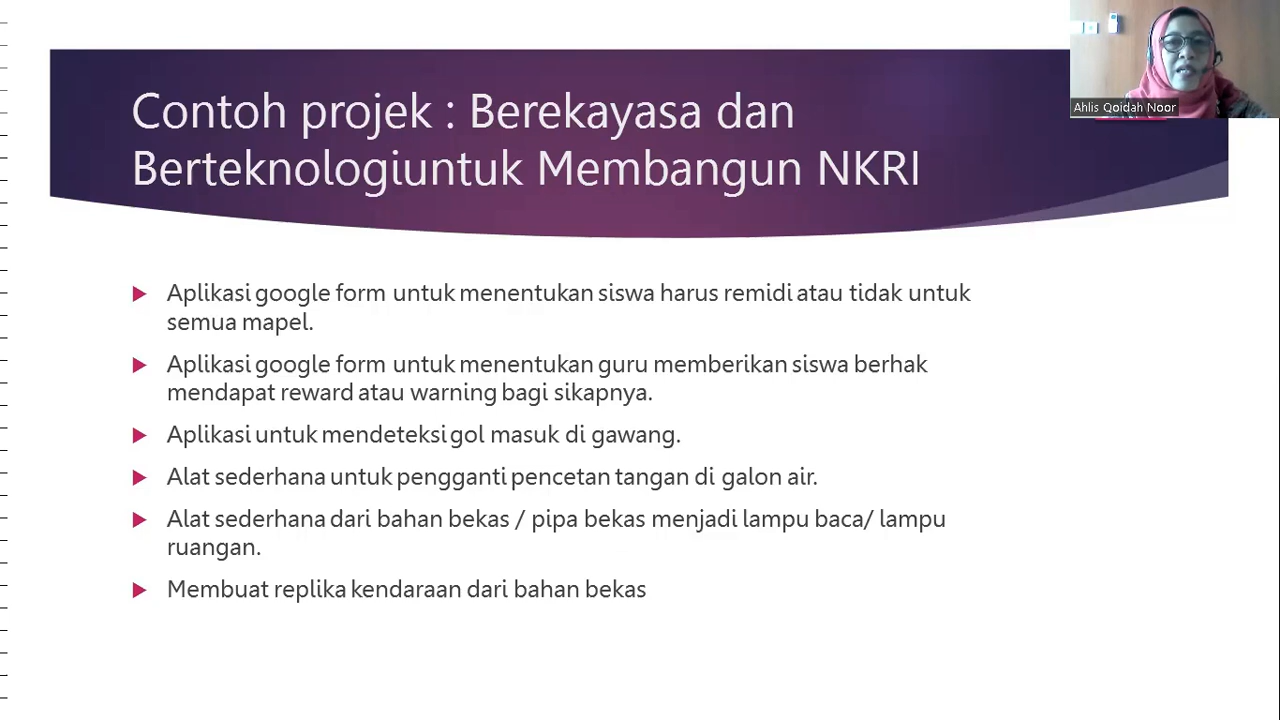 Ahlis Qoidah Noor
Contoh projek : Berekayasa dan
Berteknologiuntuk Membangun NKRI
Aplikasi google form untuk menentukan siswa harus remidi atau tidak untuk
semua mapel.
Aplikasi google form untuk menentukan guru memberikan siswa berhak
mendapat reward atau warning bagi sikapnya.
Aplikasi untuk mendeteksi gol masuk di gawang.
Alat sederhana untuk pengganti pencetan tangan di galon air.
Alat sederhana dari bahan bekas / pipa bekas menjadi lampu baca/ lampu
ruangan.
Membuat replika kendaraan dari bahan bekas